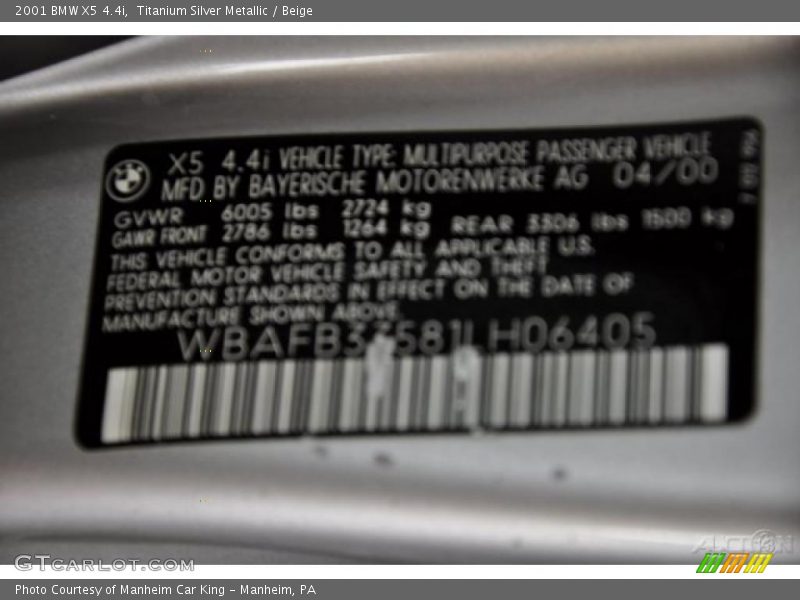 2001 BMW X5 4.4i, Titanium Silver Metallic / Beige
X5 4.4i VEHICLE TYPE: MULTIPURPOSE PASSENGER VEHICLE
MFD BY BAYERISCHE MOTORENWERKE AG 04/00
GVWR 6005 lbs 2724 kg
GAWR FRONT 2786 lbs 1264 kg REAR 3306 lbs 1500 kg
THIS VEHICLE CONFORMS TO ALL APPLICABLE U.S.
FEDERAL MOTOR VEHICLE SAFETY AND THEFT
PREVENTION STANDARDS IN EFFECT ON THE DATE OF
MANUFACTURE SHOWN ABOVE.
WBAFB33581LH06405
GTCARLOT.COM
Photo Courtesy of Manheim Car King - Manheim, PA